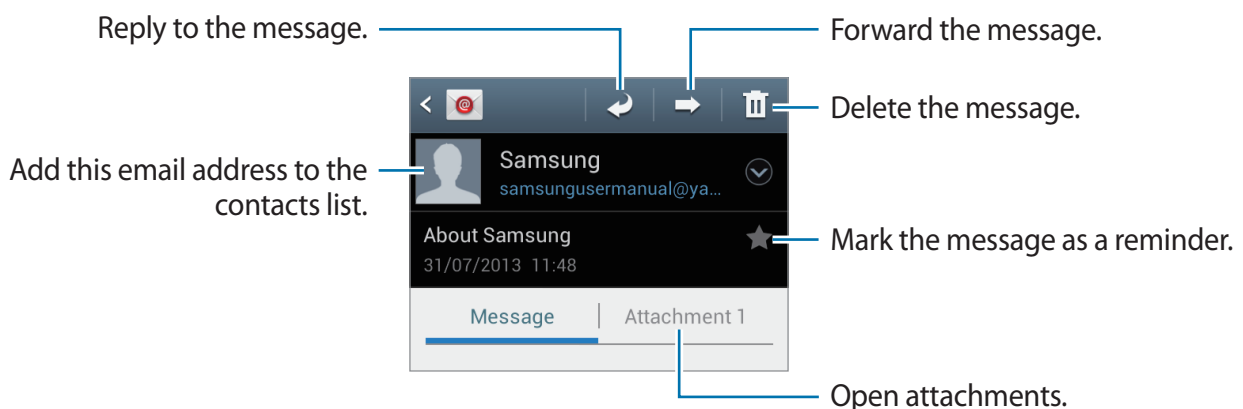 Reply to the message.
Forward the message.
Delete the message.
Add this email address to the
contacts list.
Samsung
samsungusermanual@ya...
About Samsung
31/07/2013 11:48
Mark the message as a reminder.
Message
Attachment 1
Open attachments.